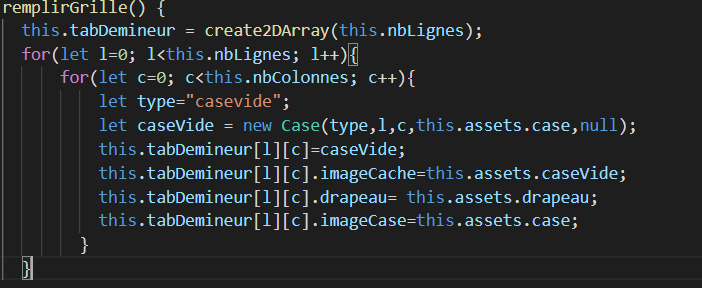 remplirGrille() {
this.tabDemineur = create2DArray(this.nbLignes);
for(let l=0; l<this.nbLignes; l++){
for(let c=0; c<this.nbColonnes; c++){
let type="casevide";
let caseVide = new Case(type,l,c,this.assets.case,null);
this.tabDemineur[l][c]=caseVide;
this.tabDemineur[l][c].imageCache=this.assets.caseVide;
this.tabDemineur[l][c].drapeau= this.assets.drapeau;
this.tabDemineur[l][c].imageCase=this.assets.case;
}
}